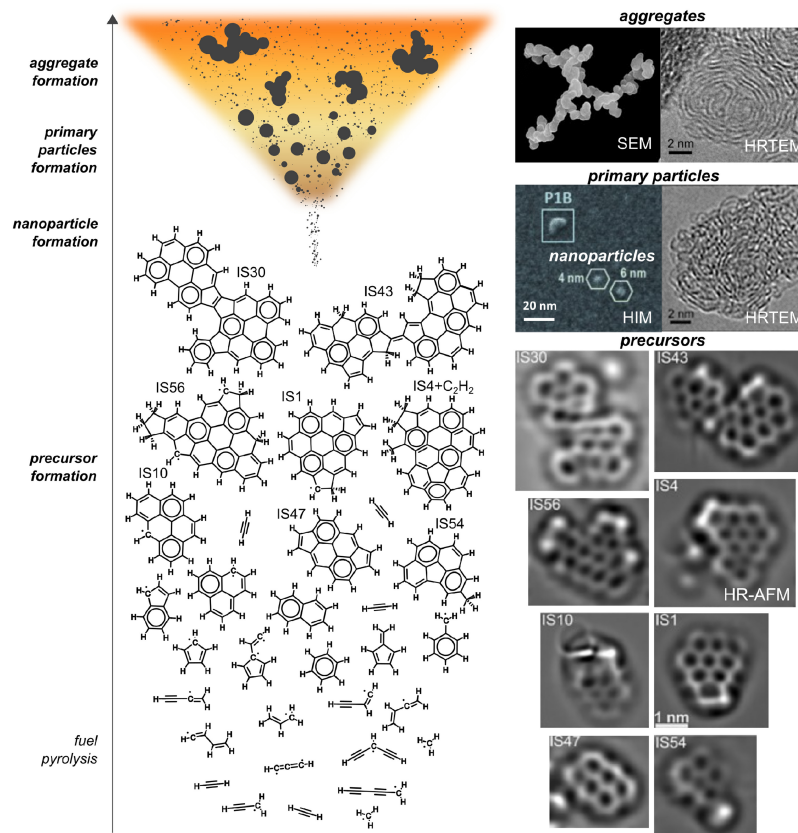 aggregate
formation
primary
particles
formation
nanoparticle
formation
precursor
formation
fuel
pyrolysis
IS30
IS43
IS56
IS1
IS4+C₂H₂
IS10
IS47
IS54
aggregates
SEM
2 nm
HRTEM
primary particles
P1B
nanoparticles
4 nm
6 nm
20 nm
HIM
2 nm
HRTEM
precursors
IS30
IS43
IS56
IS4
HR-AFM
IS10
IS1
1 nm
IS47
IS54